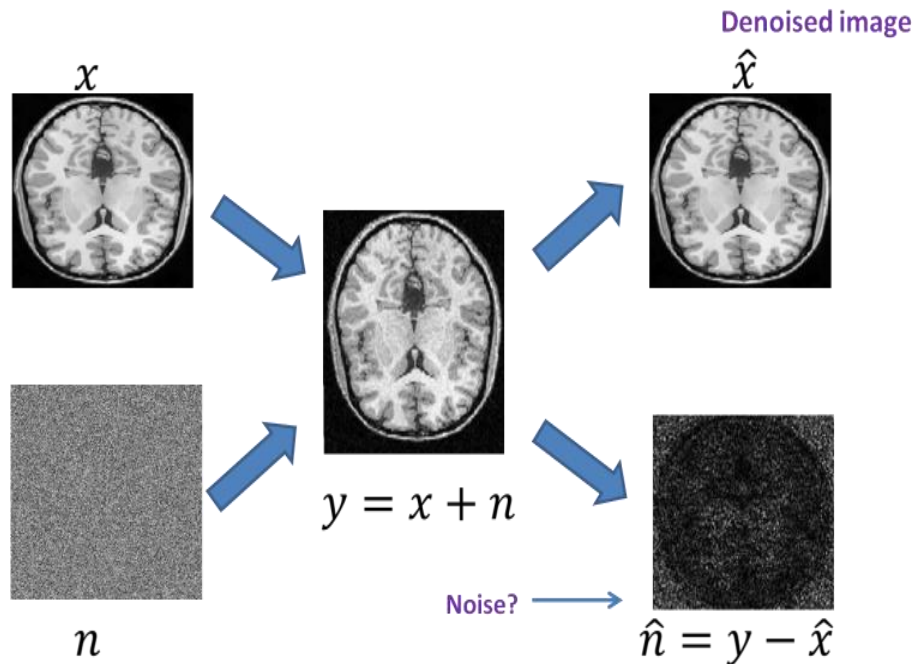 Denoised image
x
x̂
y = x + n
Noise?
n
n̂ = y − x̂